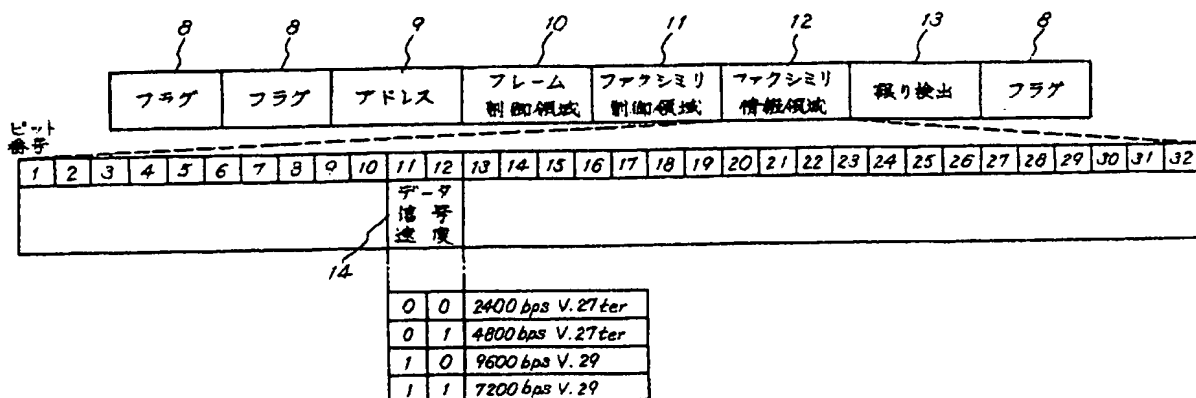 8 8 9 10 11 12 13 8
フラグ フラグ アドレス フレーム制御領域 ファクシミリ制御領域 ファクシミリ情報領域 誤り検出 フラグ
ビット番号
1 2 3 4 5 6 7 8 9 10 11 12 13 14 15 16 17 18 19 20 21 22 23 24 25 26 27 28 29 30 31 32
データ
信号
速度
14
0 0 2400 bps V.27ter
0 1 4800 bps V.27ter
1 0 9600 bps V.29
1 1 7200 bps V.29